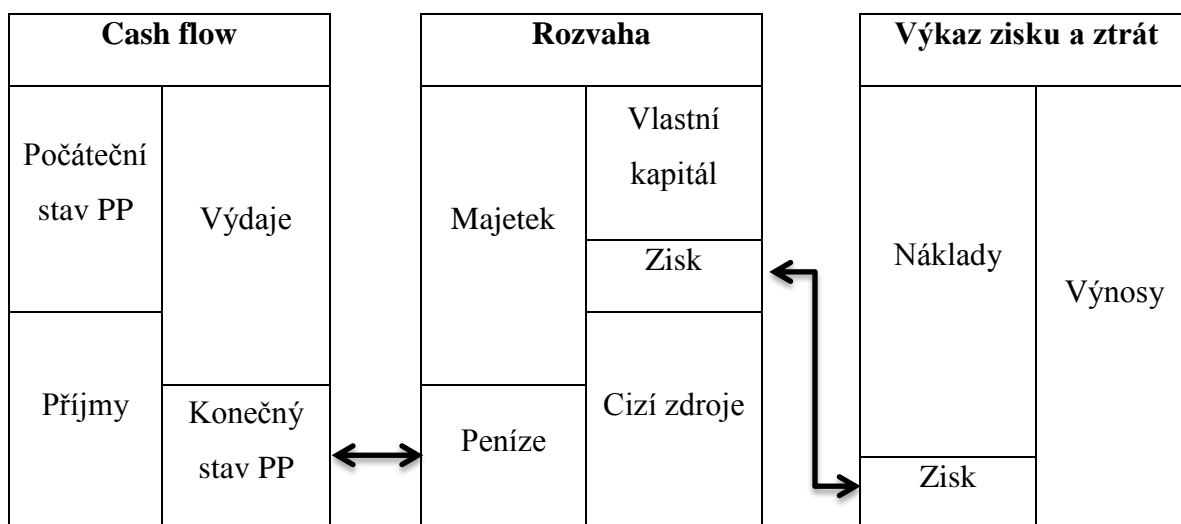 Cash flow
Počáteční
stav PP
Výdaje
Příjmy
Konečný
stav PP
Rozvaha
Majetek
Vlastní
kapitál
Zisk
Peníze
Cizí zdroje
Výkaz zisku a ztrát
Náklady
Výnosy
Zisk